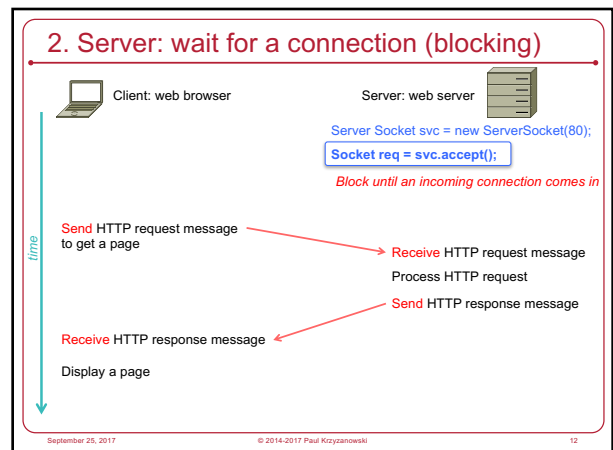 2. Server: wait for a connection (blocking)
Client: web browser
Server: web server
Server Socket svc = new ServerSocket(80);
Socket req = svc.accept();
Block until an incoming connection comes in
time
Send HTTP request message
to get a page
Receive HTTP request message
Process HTTP request
Send HTTP response message
Receive HTTP response message
Display a page
September 25, 2017
© 2014-2017 Paul Krzyzanowski
12